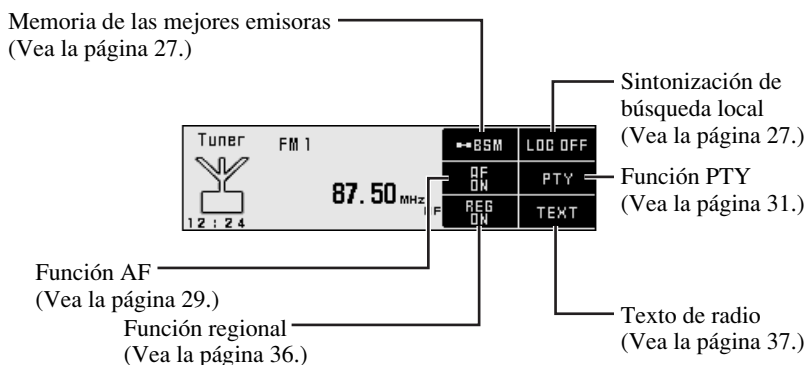 Memoria de las mejores emisoras
(Vea la página 27.)
Sintonización de
búsqueda local
(Vea la página 27.)
Tuner
FM 1
BSM
LOC OFF
Función PTY
(Vea la página 31.)
AF
ON
PTY
87.50 MHz
REG
ON
TEXT
12:24
Función AF
(Vea la página 29.)
Función regional
(Vea la página 36.)
Texto de radio
(Vea la página 37.)